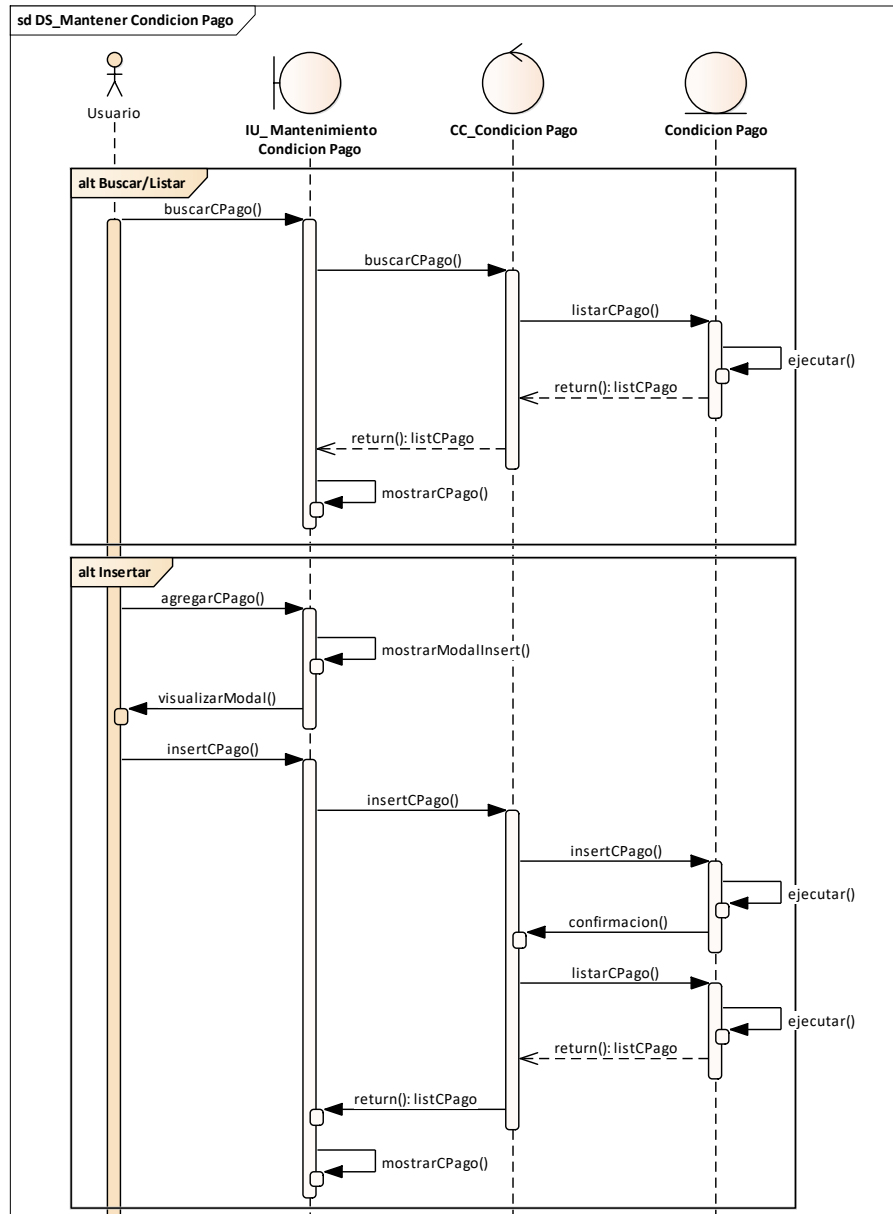 sd DS_Mantener Condicion Pago
Usuario
IU_Mantenimiento
Condicion Pago
CC_Condicion Pago
Condicion Pago
alt Buscar/Listar
buscarCPago()
buscarCPago()
listarCPago()
ejecutar()
return(): listCPago
return(): listCPago
mostrarCPago()
alt Insertar
agregarCPago()
mostrarModalInsert()
visualizarModal()
insertCPago()
insertCPago()
insertCPago()
ejecutar()
confirmacion()
listarCPago()
ejecutar()
return(): listCPago
return(): listCPago
mostrarCPago()